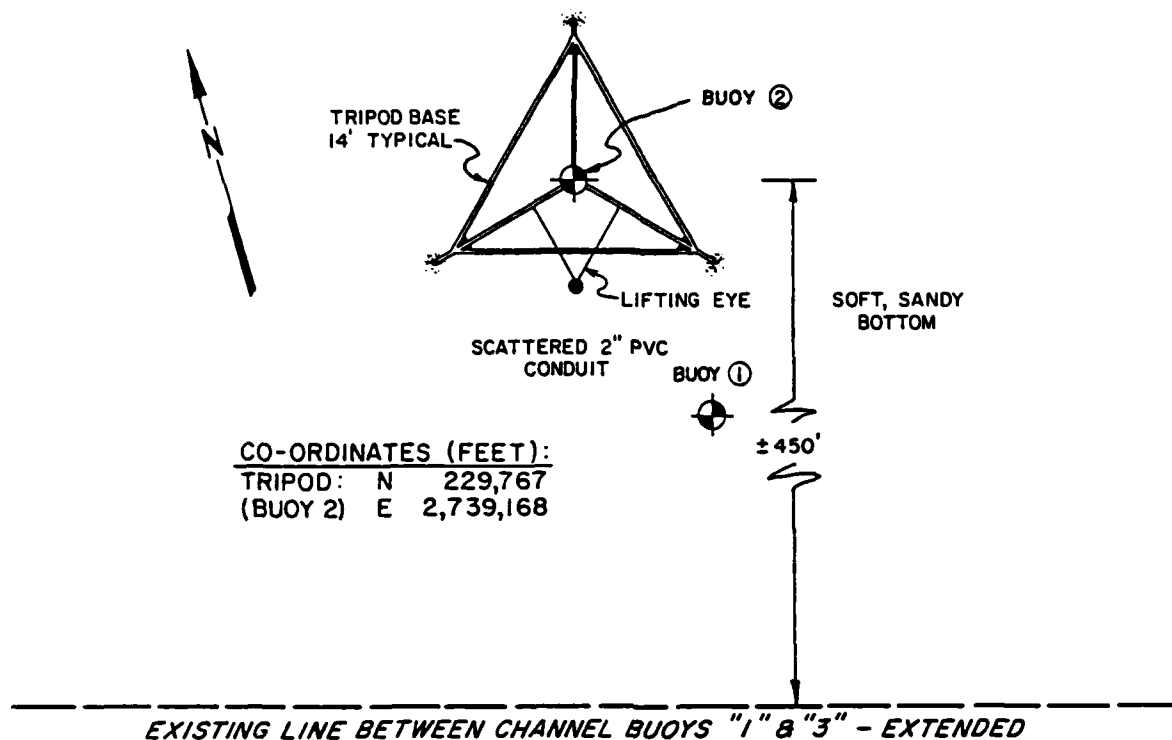 N
TRIPOD BASE
14' TYPICAL
BUOY ②
LIFTING EYE
SOFT, SANDY
BOTTOM
SCATTERED 2" PVC
CONDUIT
BUOY ①
±450'
CO-ORDINATES (FEET):
TRIPOD: N 229,767
(BUOY 2) E 2,739,168
EXISTING LINE BETWEEN CHANNEL BUOYS "1" & "3" - EXTENDED